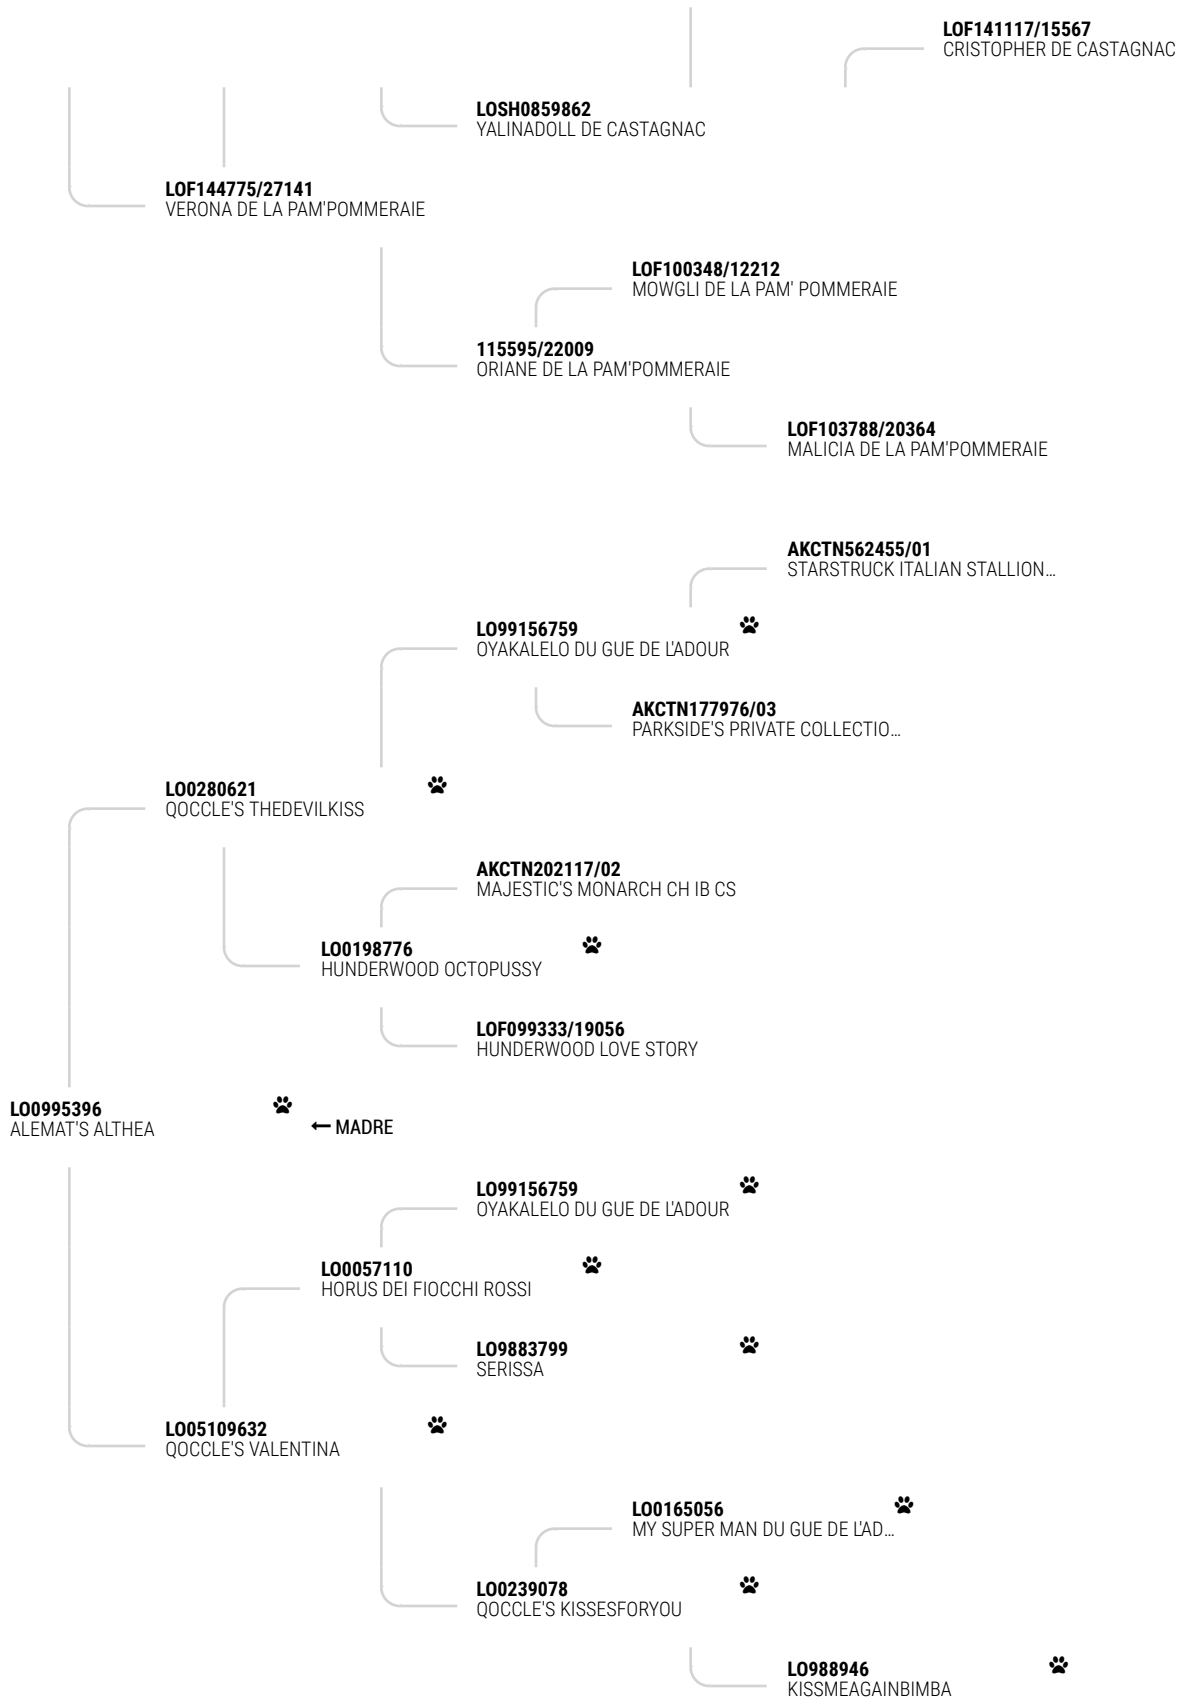 LOF141117/15567
CRISTOPHER DE CASTAGNAC
LOSH0859862
YALINADOLL DE CASTAGNAC
LOF144775/27141
VERONA DE LA PAM'POMMERAIE
LOF100348/12212
MOWGLI DE LA PAM' POMMERAIE
115595/22009
ORIANE DE LA PAM'POMMERAIE
LOF103788/20364
MALICIA DE LA PAM'POMMERAIE
AKCTN562455/01
STARSTRUCK ITALIAN STALLION...
LO99156759
OYAKALELO DU GUE DE L'ADOUR
AKCTN177976/03
PARKSIDE'S PRIVATE COLLECTIO...
LO0280621
QOCCLE'S THEDEVILKISS
AKCTN202117/02
MAJESTIC'S MONARCH CH IB CS
LO0198776
HUNDERWOOD OCTOPUSSY
LOF099333/19056
HUNDERWOOD LOVE STORY
LO0995396
ALEMAT'S ALTHEA
← MADRE
LO99156759
OYAKALELO DU GUE DE L'ADOUR
LO0057110
HORUS DEI FIOCCHI ROSSI
LO9883799
SERISSA
LO05109632
QOCCLE'S VALENTINA
LO0165056
MY SUPER MAN DU GUE DE L'AD...
LO0239078
QOCCLE'S KISSESFORYOU
LO988946
KISSMEAGAINBIMBA